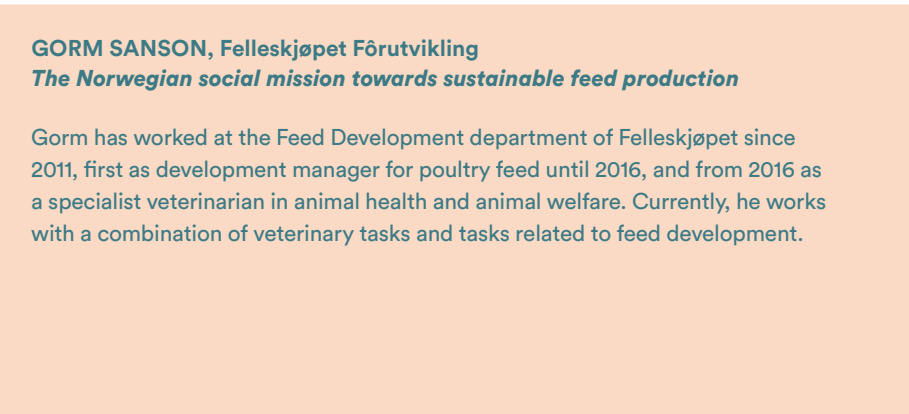 GORM SANSON, Felleskjøpet Fôrutvikling
The Norwegian social mission towards sustainable feed production
Gorm has worked at the Feed Development department of Felleskjøpet since
2011, first as development manager for poultry feed until 2016, and from 2016 as
a specialist veterinarian in animal health and animal welfare. Currently, he works
with a combination of veterinary tasks and tasks related to feed development.